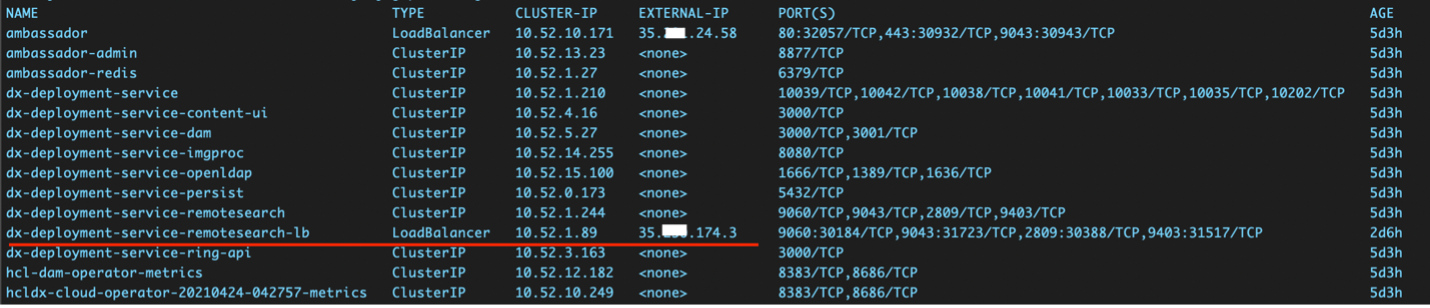 NAME TYPE CLUSTER-IP EXTERNAL-IP PORT(S) AGE
ambassador LoadBalancer 10.52.10.171 35. .24.58 80:32057/TCP,443:30932/TCP,9043:30943/TCP 5d3h
ambassador-admin ClusterIP 10.52.13.23 <none> 8877/TCP 5d3h
ambassador-redis ClusterIP 10.52.1.27 <none> 6379/TCP 5d3h
dx-deployment-service ClusterIP 10.52.1.210 <none> 10039/TCP,10042/TCP,10038/TCP,10041/TCP,10033/TCP,10035/TCP,10202/TCP 5d3h
dx-deployment-service-content-ui ClusterIP 10.52.4.16 <none> 3000/TCP 5d3h
dx-deployment-service-dam ClusterIP 10.52.5.27 <none> 3000/TCP,3001/TCP 5d3h
dx-deployment-service-imgproc ClusterIP 10.52.14.255 <none> 8080/TCP 5d3h
dx-deployment-service-openldap ClusterIP 10.52.15.100 <none> 1666/TCP,1389/TCP,1636/TCP 5d3h
dx-deployment-service-persist ClusterIP 10.52.0.173 <none> 5432/TCP 5d3h
dx-deployment-service-remotesearch ClusterIP 10.52.1.244 <none> 9060/TCP,9043/TCP,2809/TCP,9403/TCP 5d3h
dx-deployment-service-remotesearch-lb LoadBalancer 10.52.1.89 35. .174.3 9060:30184/TCP,9043:31723/TCP,2809:30388/TCP,9403:31517/TCP 2d6h
dx-deployment-service-ring-api ClusterIP 10.52.3.163 <none> 3000/TCP 5d3h
hcl-dam-operator-metrics ClusterIP 10.52.12.182 <none> 8383/TCP,8686/TCP 5d3h
hcldx-cloud-operator-20210424-042757-metrics ClusterIP 10.52.10.249 <none> 8383/TCP,8686/TCP 5d3h